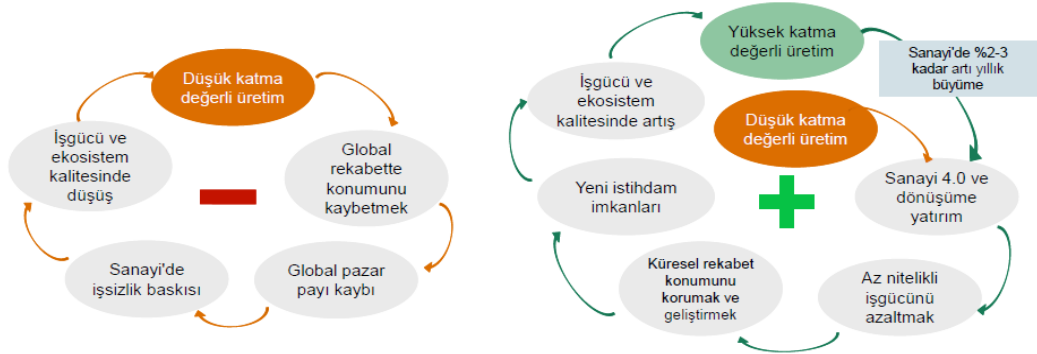 Düşük katma
değerli üretim
Global
rekabette
konumunu
kaybetmek
Global pazar
payı kaybı
Sanayi'de
işsizlik baskısı
İşgücü ve
ekosistem
kalitesinde
düşüş
Yüksek katma
değerli üretim
Sanayi'de %2-3
kadar artı yıllık
büyüme
Düşük katma
değerli üretim
Sanayi 4.0 ve
dönüşüme
yatırım
Az nitelikli
işgücünü
azaltmak
Küresel rekabet
konumunu
korumak ve
geliştirmek
Yeni istihdam
imkanları
İşgücü ve
ekosistem
kalitesinde artış